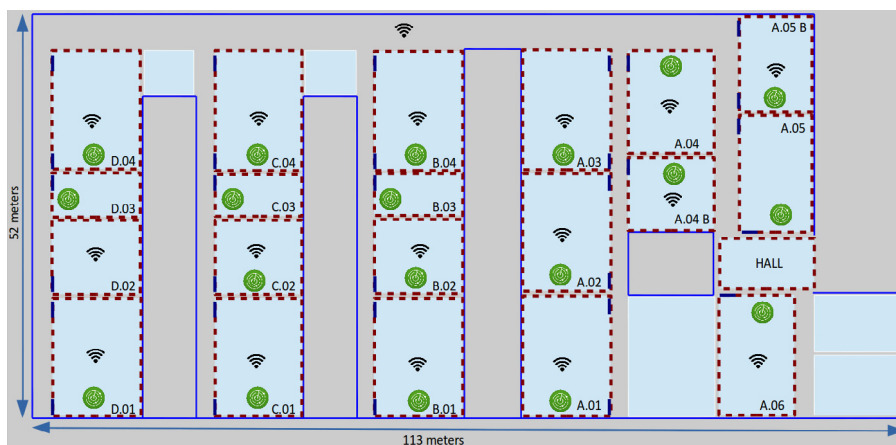 A.05 B
A.05
D.04
C.04
B.04
A.03
A.04
D.03
C.03
B.03
A.04 B
52 meters
HALL
D.02
C.02
B.02
A.02
D.01
C.01
B.01
A.01
A.06
113 meters